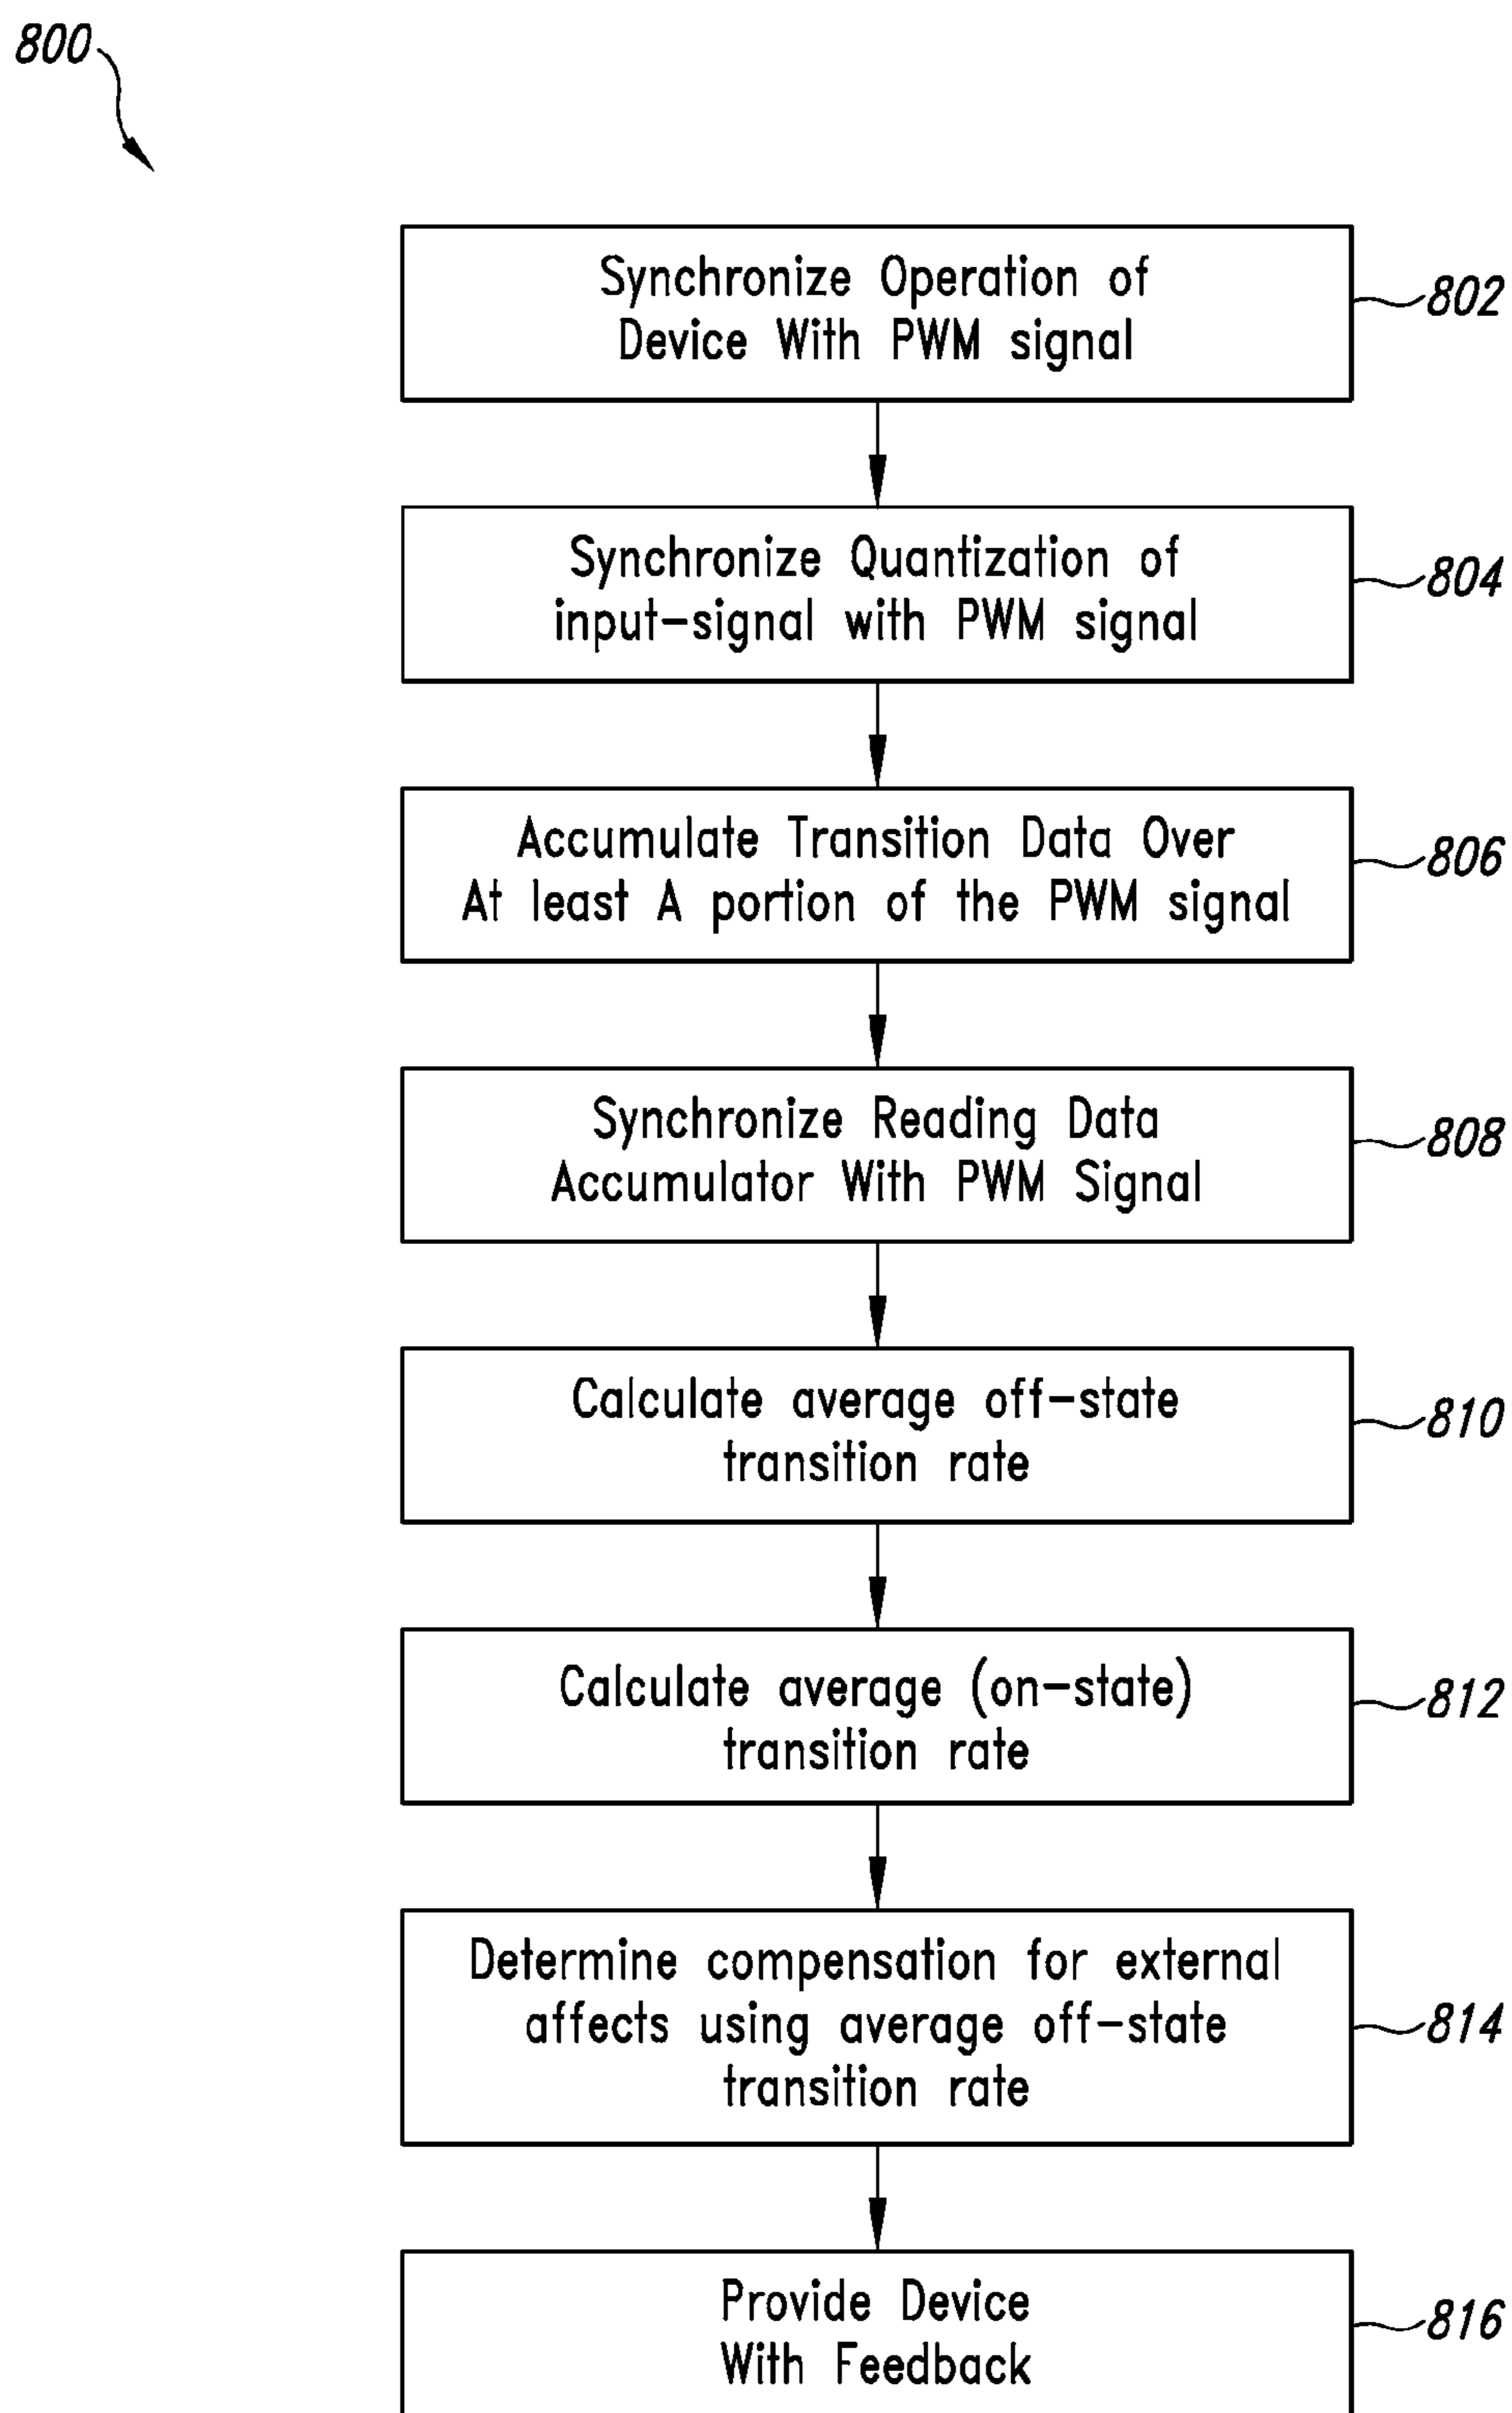 800
Synchronize Operation of
Device With PWM signal
802
Synchronize Quantization of
input-signal with PWM signal
804
Accumulate Transition Data Over
At least A portion of the PWM signal
806
Synchronize Reading Data
Accumulator With PWM Signal
808
Calculate average off-state
transition rate
810
Calculate average (on-state)
transition rate
812
Determine compensation for external
affects using average off-state
transition rate
814
Provide Device
With Feedback
816